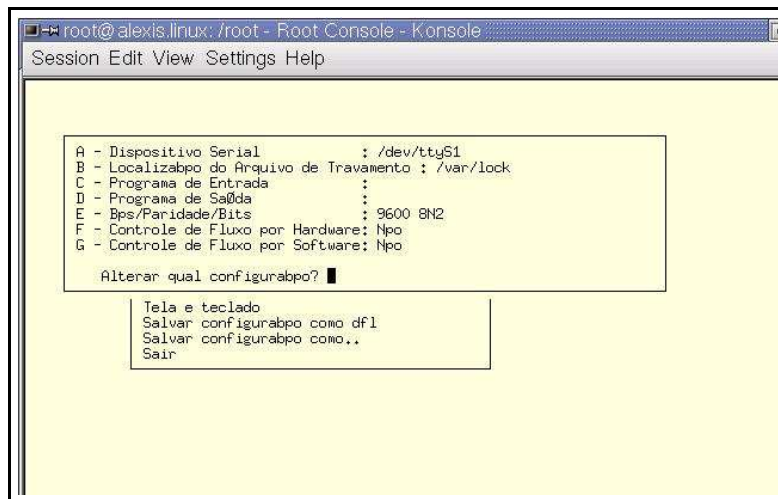 root@alexis.linux: /root - Root Console - Konsole
Session Edit View Settings Help
A - Dispositivo Serial : /dev/ttyS1
B - Localizabpo do Arquivo de Travamento : /var/lock
C - Programa de Entrada :
D - Programa de SaØda :
E - Bps/Paridade/Bits : 9600 8N2
F - Controle de Fluxo por Hardware: Npo
G - Controle de Fluxo por Software: Npo
Alterar qual configurabpo?
Tela e teclado
Salvar configurabpo como dfl
Salvar configurabpo como..
Sair